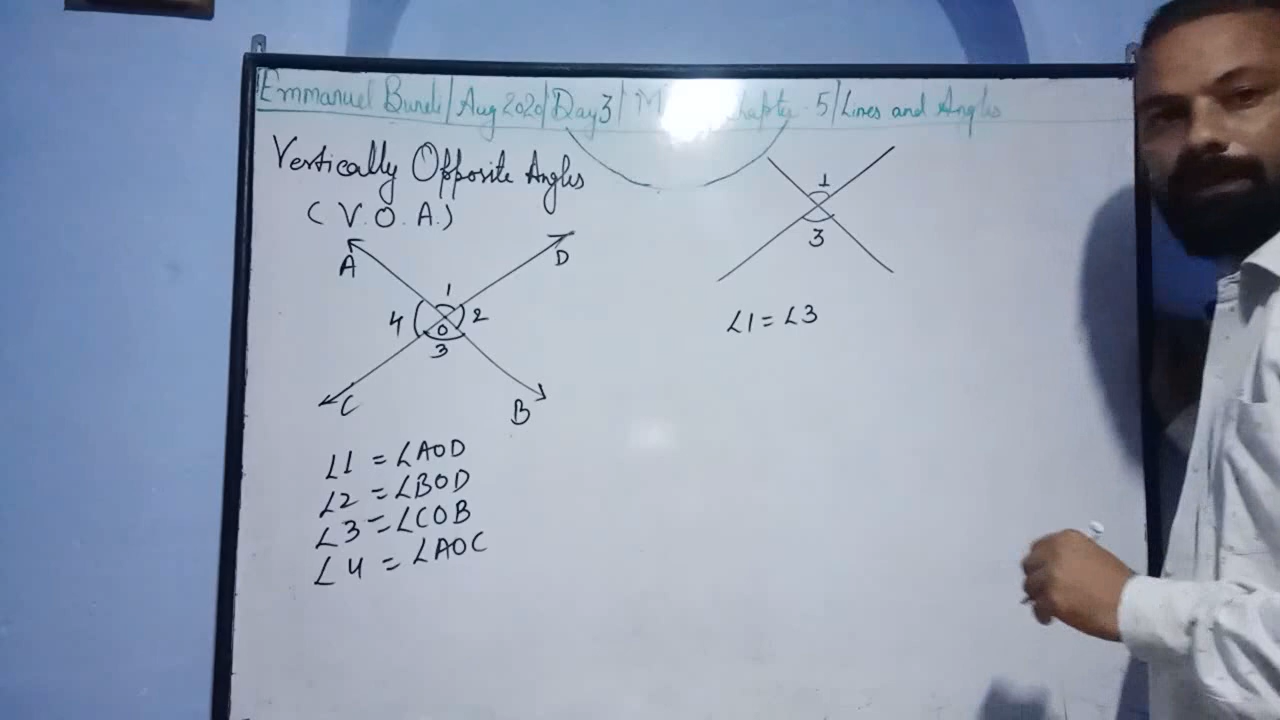 Emmanuel / Aug 2020 / Day 3 / Chapter - 5 / Lines and Angles
Vertically Opposite Angles
(V.O.A.)
A D
1
4 2
O
3
C B
∠1 = ∠AOD
∠2 = ∠BOD
∠3 = ∠COB
∠4 = ∠AOC
1
3
∠1 = ∠3